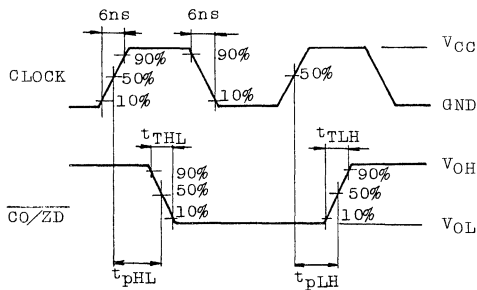 6ns 6ns
90% 90% VCC
CLOCK 50% 50%
10% 10% GND
tTHL tTLH
90% 90% VOH
50% 50%
CO/ZD 10% 10% VOL
tpHL tpLH